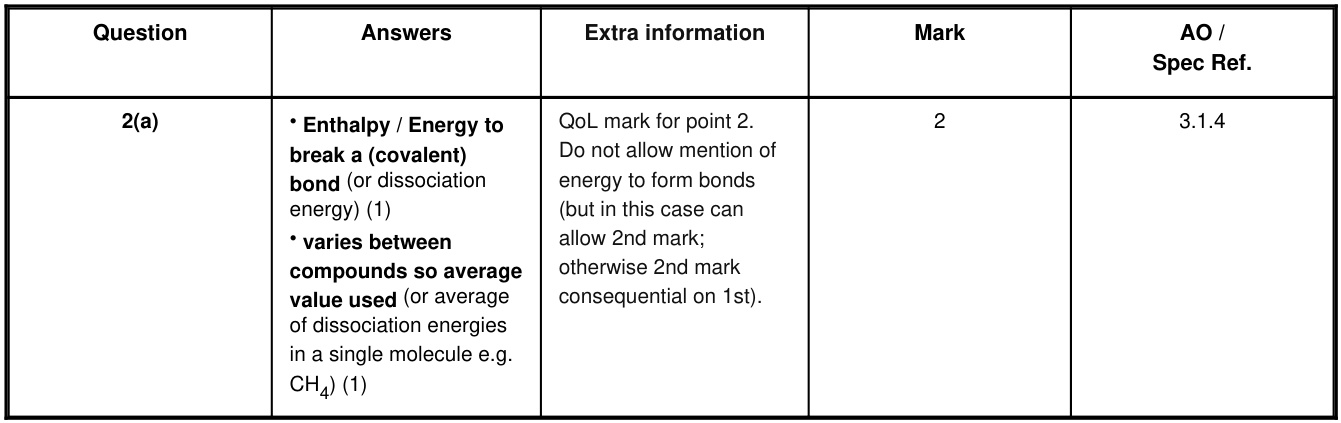 Question
Answers
Extra information
Mark
AO /
Spec Ref.
2(a)
• Enthalpy / Energy to
break a (covalent)
bond (or dissociation
energy) (1)
• varies between
compounds so average
value used (or average
of dissociation energies
in a single molecule e.g.
CH4) (1)
QoL mark for point 2.
Do not allow mention of
energy to form bonds
(but in this case can
allow 2nd mark;
otherwise 2nd mark
consequential on 1st).
2
3.1.4